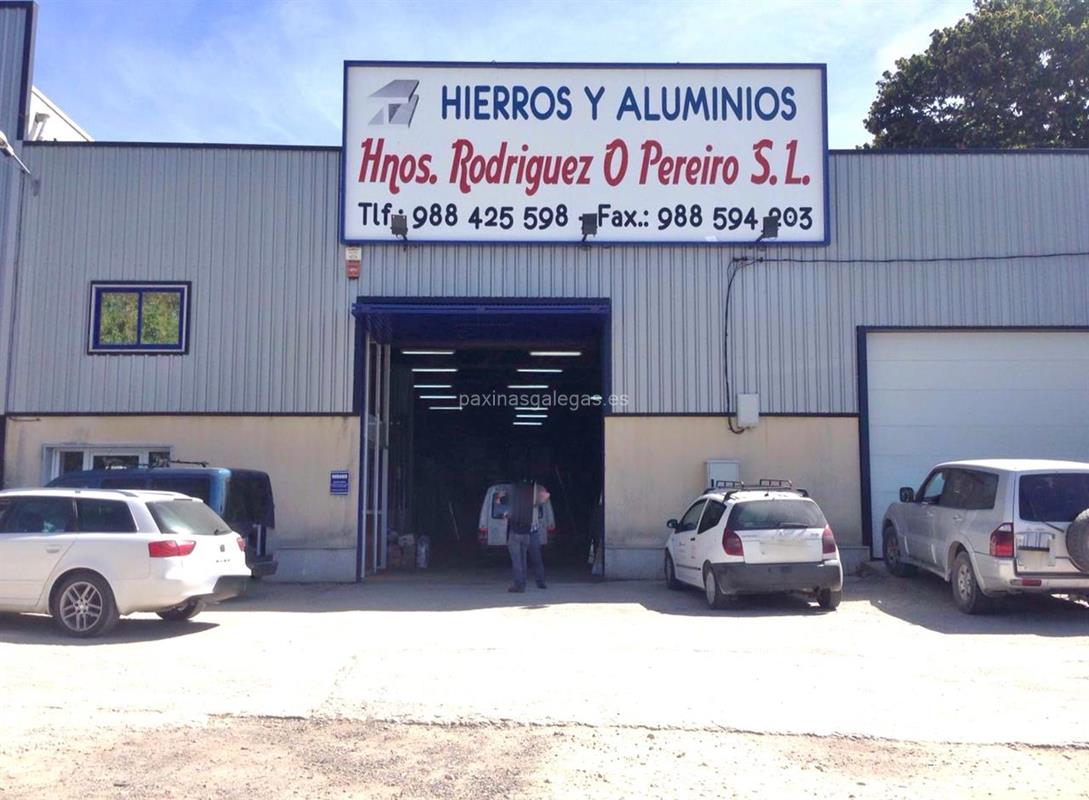 HIERROS Y ALUMINIOS
Hnos. Rodriguez O Pereiro S. L.
Tlf.: 988 425 598 - Fax.: 988 594 203
paxinasgalegas.es